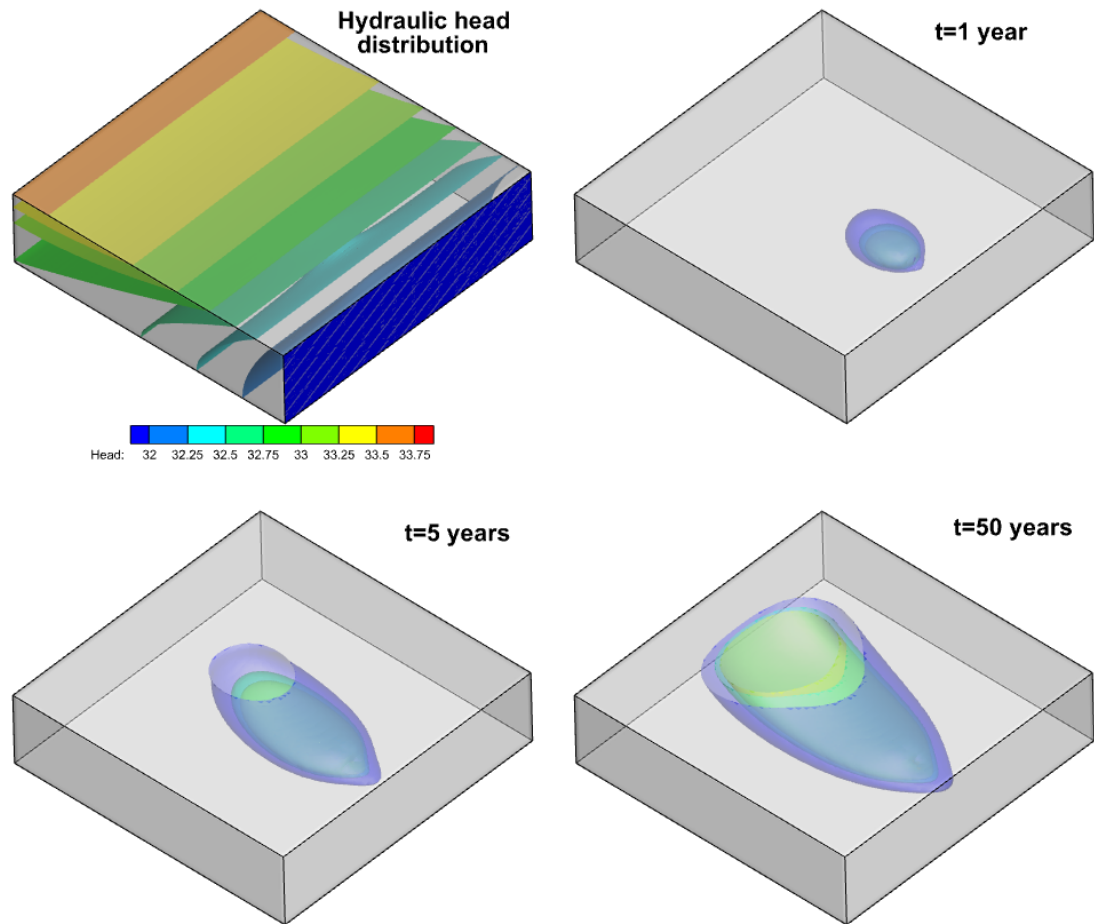 Hydraulic head
distribution
t=1 year
Head: 32 32.25 32.5 32.75 33 33.25 33.5 33.75
t=5 years
t=50 years